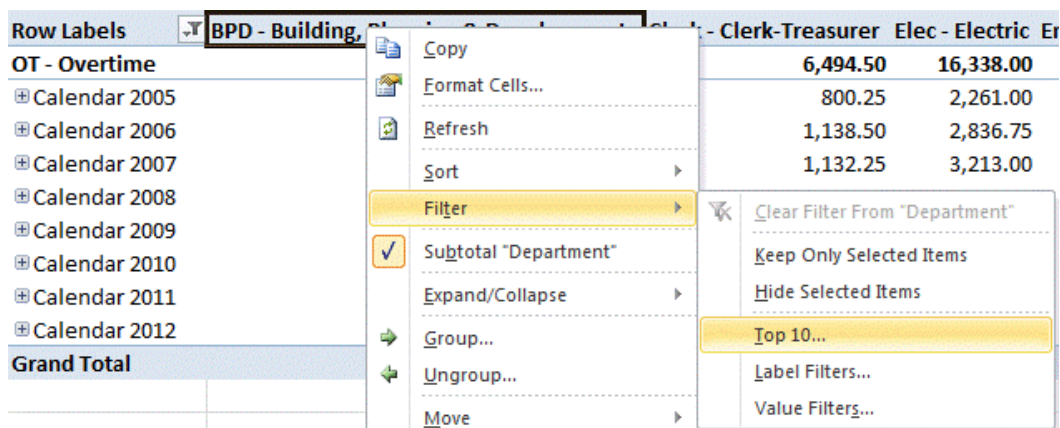 Row Labels BPD - Building, - Clerk-Treasurer Elec - Electric
OT - Overtime 6,494.50 16,338.00
Calendar 2005 800.25 2,261.00
Calendar 2006 1,138.50 2,836.75
Calendar 2007 1,132.25 3,213.00
Calendar 2008
Calendar 2009
Calendar 2010
Calendar 2011
Calendar 2012
Grand Total
Copy
Format Cells...
Refresh
Sort
Filter
Subtotal "Department"
Expand/Collapse
Group...
Ungroup...
Move
Clear Filter From "Department"
Keep Only Selected Items
Hide Selected Items
Top 10...
Label Filters...
Value Filters...